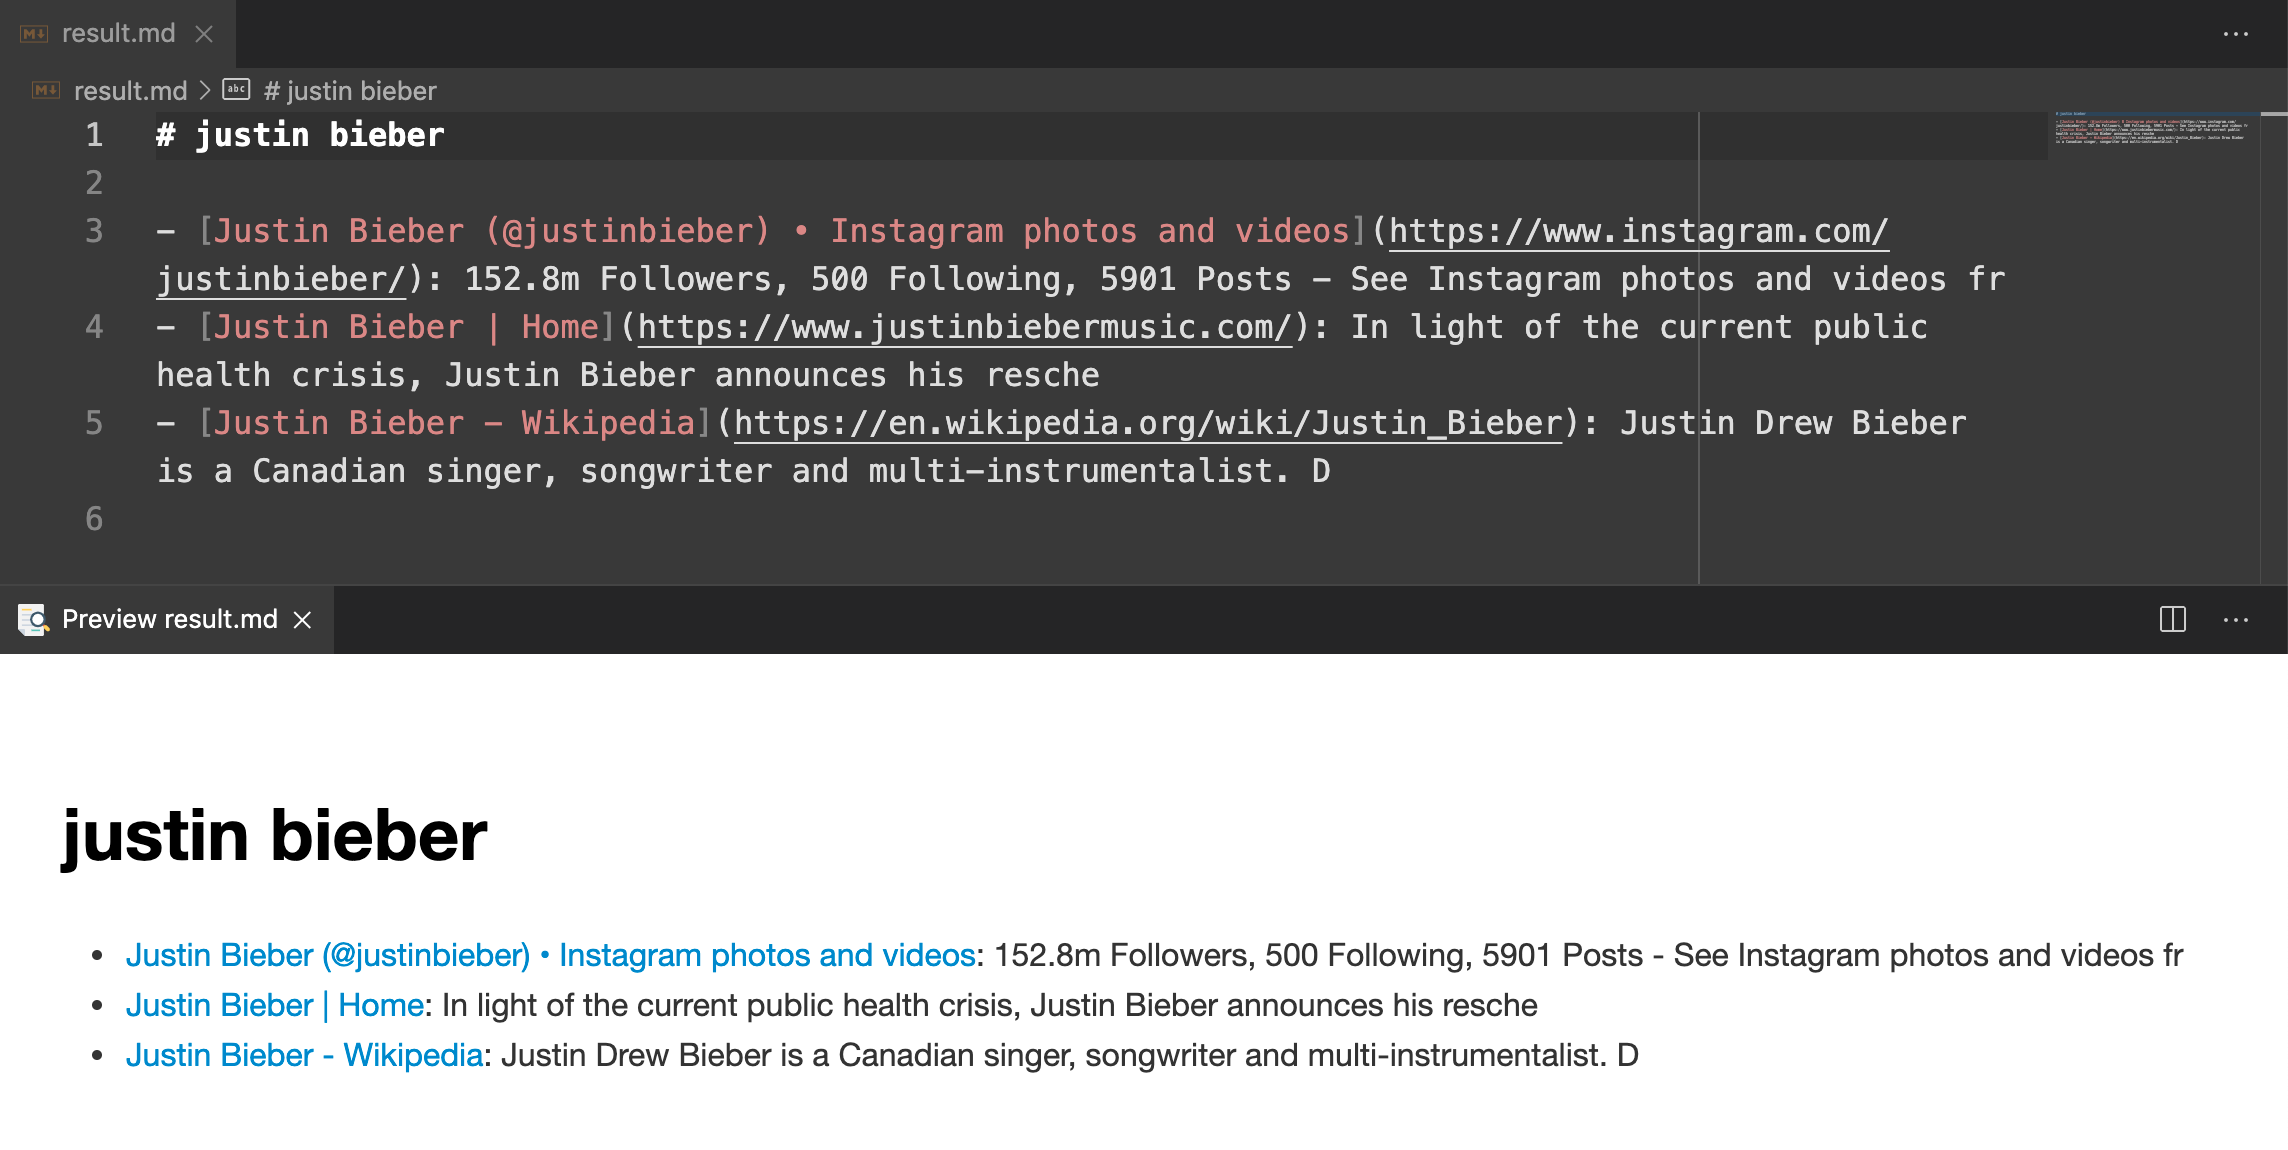 result.md
result.md > # justin bieber
1 # justin bieber
2
3 - [Justin Bieber (@justinbieber) • Instagram photos and videos](https://www.instagram.com/
justinbieber/): 152.8m Followers, 500 Following, 5901 Posts - See Instagram photos and videos fr
4 - [Justin Bieber | Home](https://www.justinbiebermusic.com/): In light of the current public
health crisis, Justin Bieber announces his resche
5 - [Justin Bieber - Wikipedia](https://en.wikipedia.org/wiki/Justin_Bieber): Justin Drew Bieber
is a Canadian singer, songwriter and multi-instrumentalist. D
6
Preview result.md
justin bieber
• Justin Bieber (@justinbieber) • Instagram photos and videos: 152.8m Followers, 500 Following, 5901 Posts - See Instagram photos and videos fr
• Justin Bieber | Home: In light of the current public health crisis, Justin Bieber announces his resche
• Justin Bieber - Wikipedia: Justin Drew Bieber is a Canadian singer, songwriter and multi-instrumentalist. D